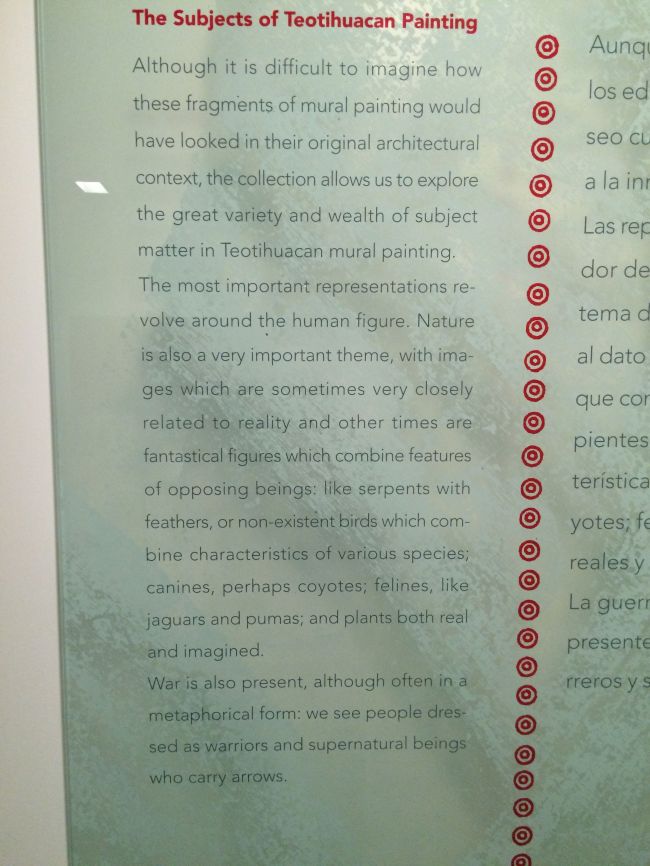 The Subjects of Teotihuacan Painting
Although it is difficult to imagine how
these fragments of mural painting would
have looked in their original architectural
context, the collection allows us to explore
the great variety and wealth of subject
matter in Teotihuacan mural painting.
The most important representations re-
volve around the human figure. Nature
is also a very important theme, with ima-
ges which are sometimes very closely
related to reality and other times are
fantastical figures which combine features
of opposing beings: like serpents with
feathers, or non-existent birds which com-
bine characteristics of various species;
canines, perhaps coyotes; felines, like
jaguars and pumas; and plants both real
and imagined.
War is also present, although often in a
metaphorical form: we see people dres-
sed as warriors and supernatural beings
who carry arrows.
Aunqu
los ed
seo cu
a la inn
Las rep
dor de
tema d
al dato
que con
pientes
terística
yotes; fe
reales y
La guerr
presente
rreros y s